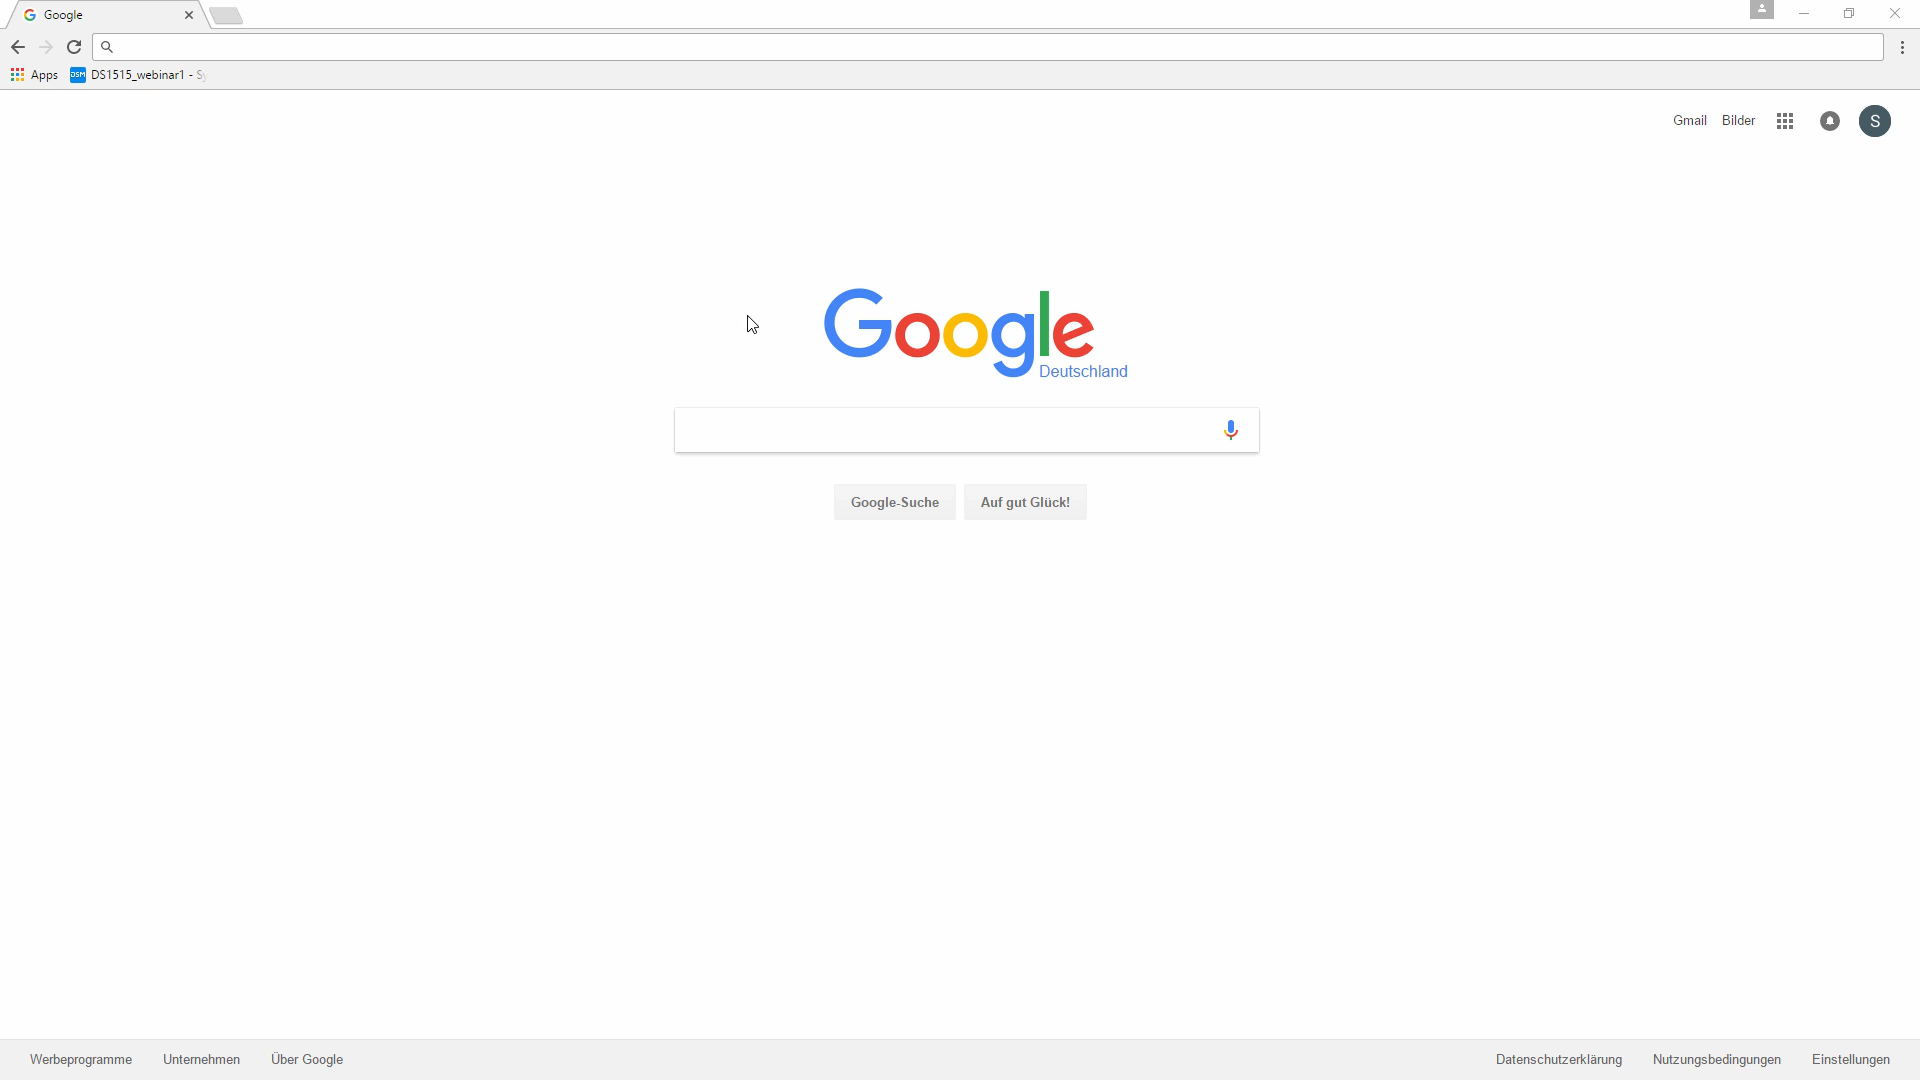 Google
Apps
DS1515_webinar1 - Sy
Gmail
Bilder
S
Google
Deutschland
Google-Suche
Auf gut Glück!
Werbeprogramme
Unternehmen
Über Google
Datenschutzerklärung
Nutzungsbedingungen
Einstellungen